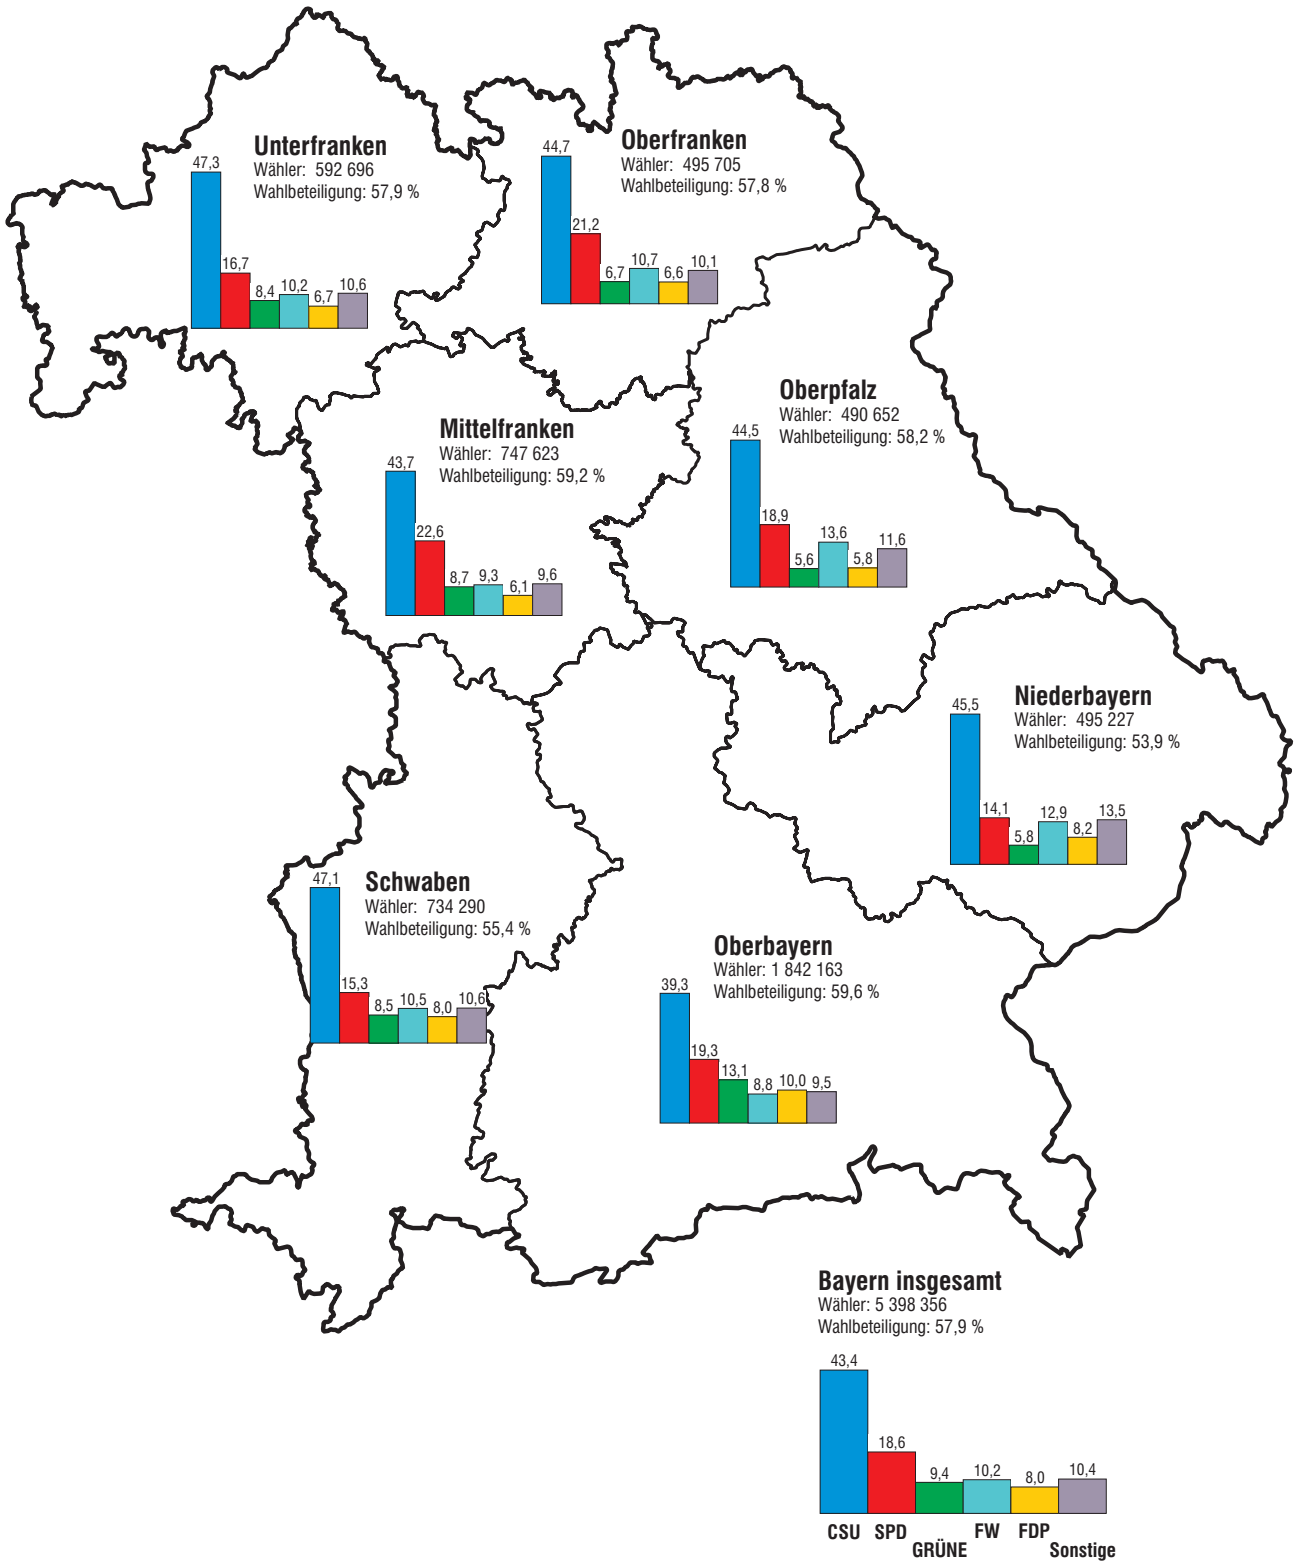 Unterfranken
Wähler: 592 696
Wahlbeteiligung: 57,9 %
47,3
16,7
8,4
10,2
6,7
10,6
Oberfranken
Wähler: 495 705
Wahlbeteiligung: 57,8 %
44,7
21,2
6,7
10,7
6,6
10,1
Oberpfalz
Wähler: 490 652
Wahlbeteiligung: 58,2 %
44,5
18,9
5,6
13,6
5,8
11,6
Mittelfranken
Wähler: 747 623
Wahlbeteiligung: 59,2 %
43,7
22,6
8,7
9,3
6,1
9,6
Niederbayern
Wähler: 495 227
Wahlbeteiligung: 53,9 %
45,5
14,1
5,8
12,9
8,2
13,5
Schwaben
Wähler: 734 290
Wahlbeteiligung: 55,4 %
47,1
15,3
8,5
10,5
8,0
10,6
Oberbayern
Wähler: 1 842 163
Wahlbeteiligung: 59,6 %
39,3
19,3
13,1
8,8
10,0
9,5
Bayern insgesamt
Wähler: 5 398 356
Wahlbeteiligung: 57,9 %
43,4
18,6
9,4
10,2
8,0
10,4
CSU SPD FW FDP
GRÜNE Sonstige